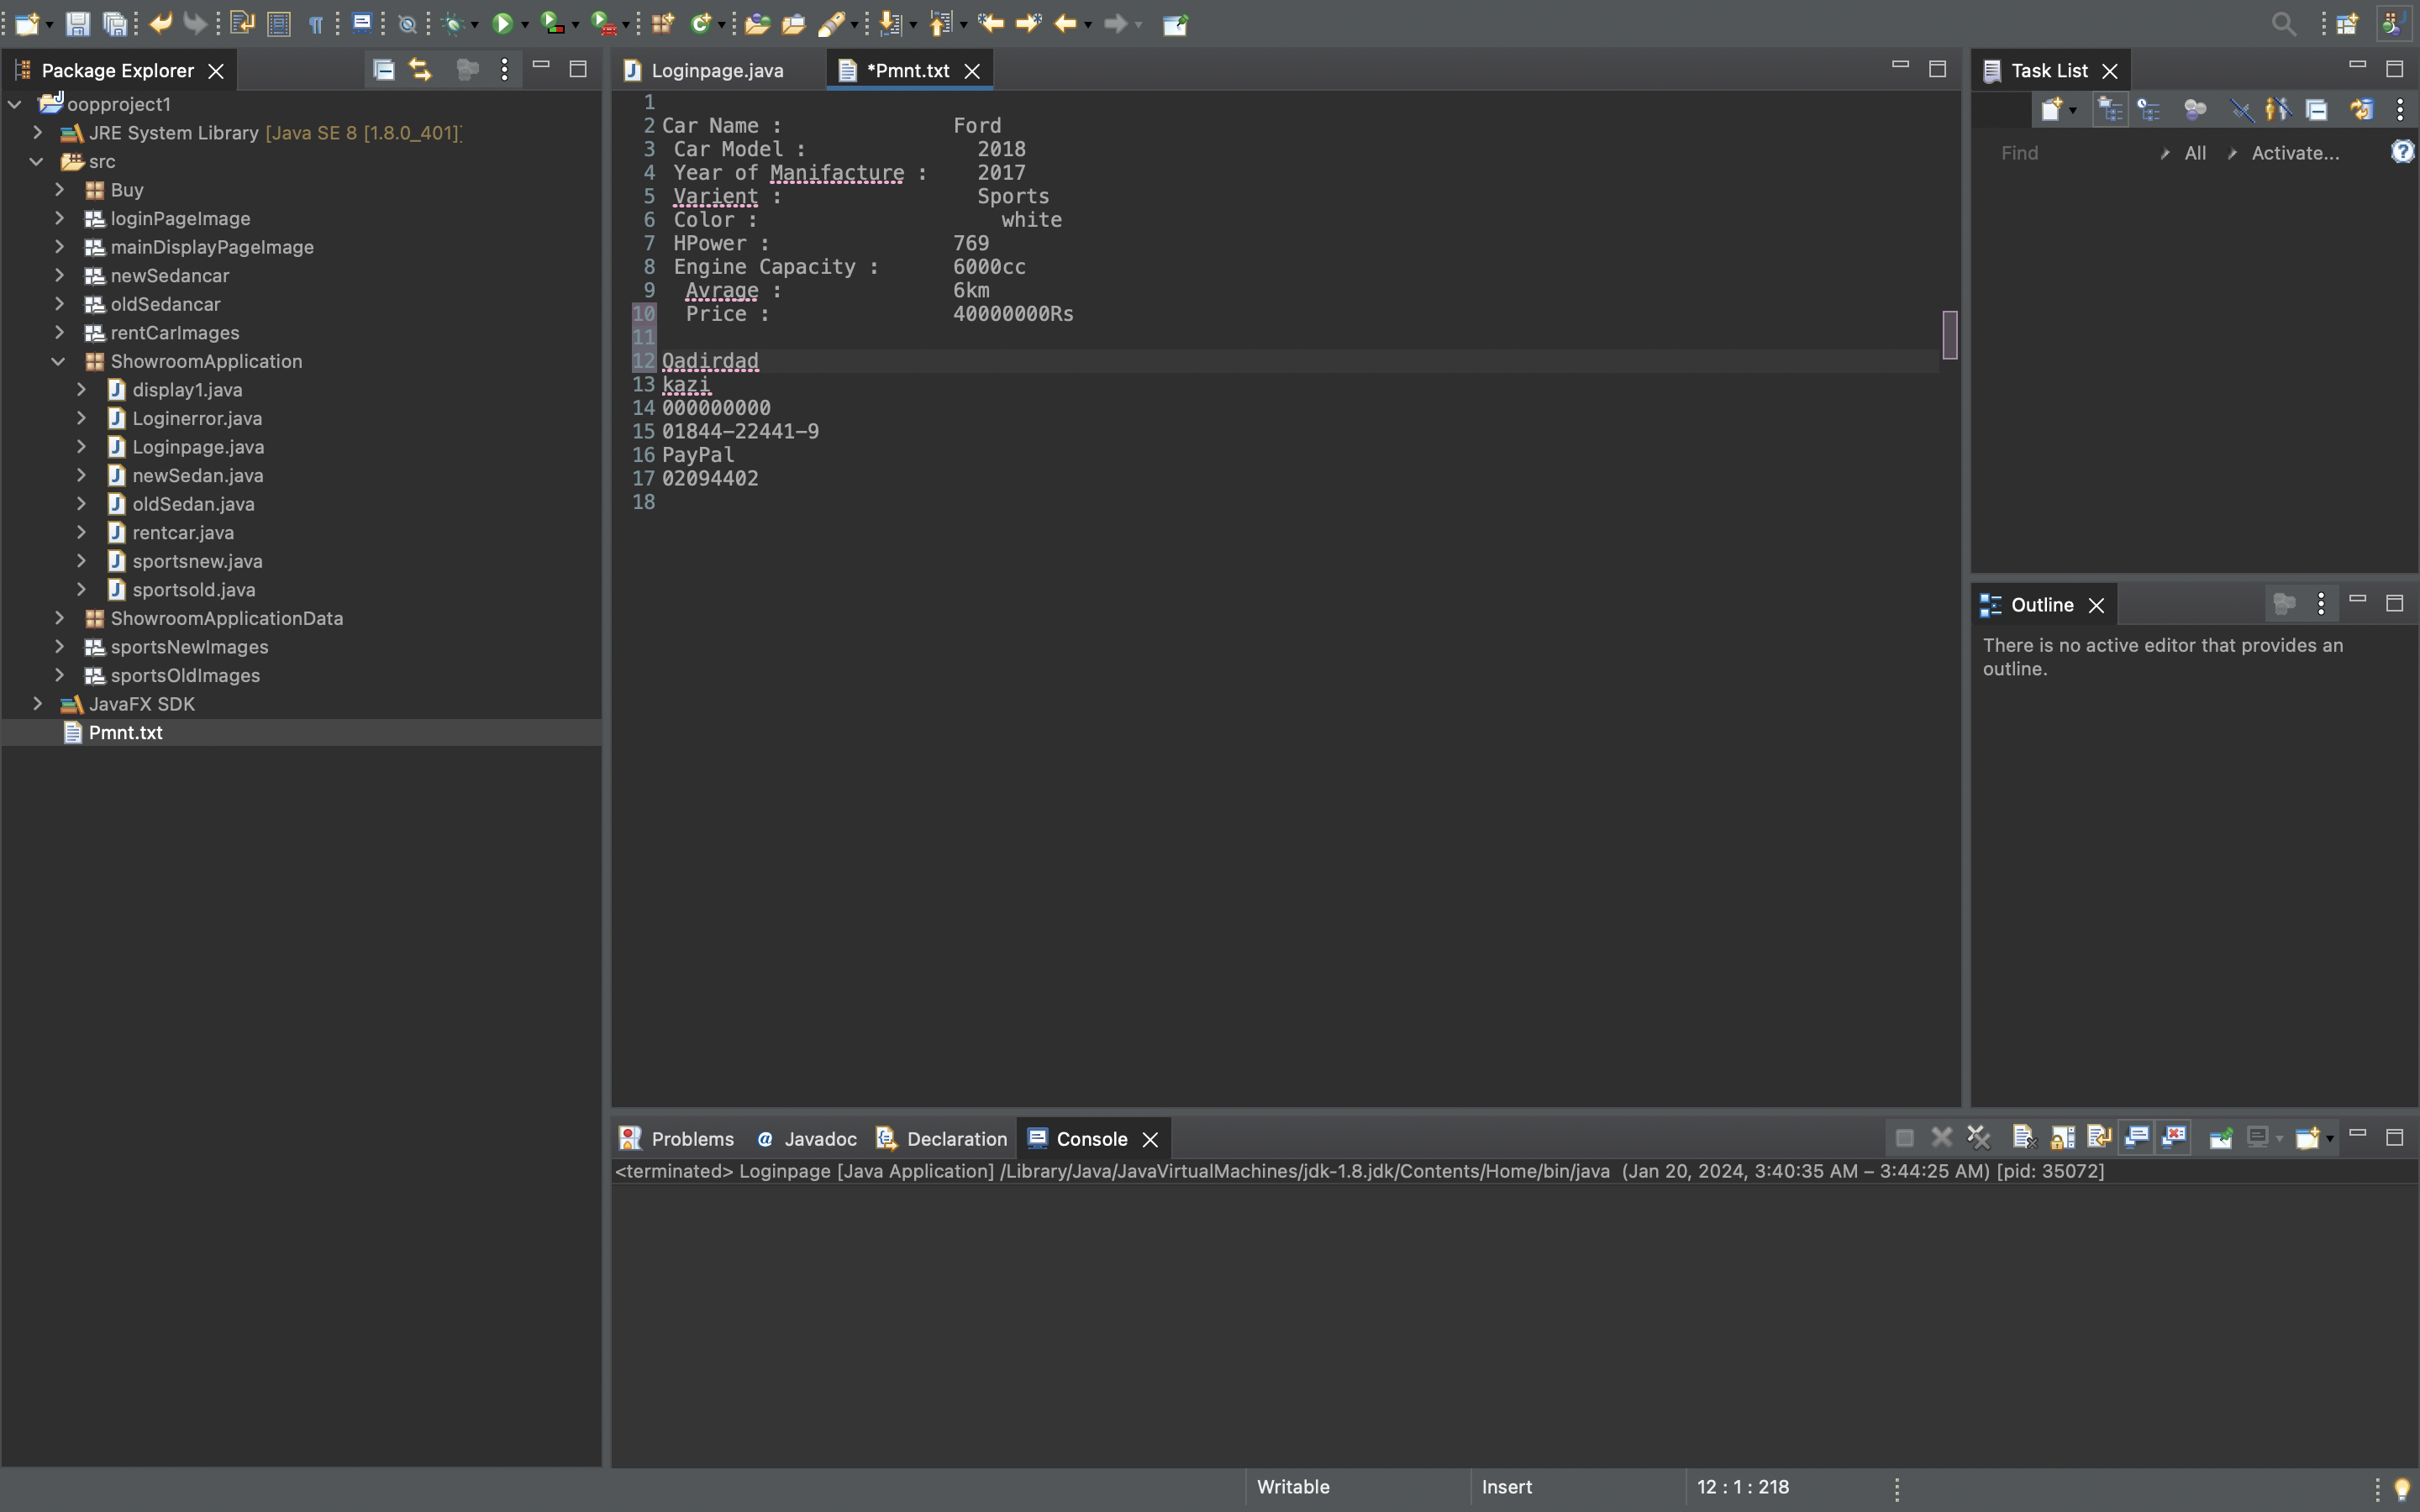 Package Explorer
oopproject1
JRE System Library [Java SE 8 [1.8.0_401]]
src
Buy
loginPageImage
mainDisplayPageImage
newSedancar
oldSedancar
rentCarImages
ShowroomApplication
display1.java
Loginerror.java
Loginpage.java
newSedan.java
oldSedan.java
rentcar.java
sportsnew.java
sportsold.java
ShowroomApplicationData
sportsNewImages
sportsOldImages
JavaFX SDK
Pmnt.txt
Loginpage.java
*Pmnt.txt
1
2 Car Name : Ford
3 Car Model : 2018
4 Year of Manifacture : 2017
5 Varient : Sports
6 Color : white
7 HPower : 769
8 Engine Capacity : 6000cc
9 Avrage : 6km
10 Price : 40000000Rs
11
12 Qadirdad
13 kazi
14 000000000
15 01844-22441-9
16 PayPal
17 02094402
18
Task List
Find All Activate...
Outline
There is no active editor that provides an
outline.
Problems @ Javadoc Declaration Console
<terminated> Loginpage [Java Application] /Library/Java/JavaVirtualMachines/jdk-1.8.jdk/Contents/Home/bin/java (Jan 20, 2024, 3:40:35 AM – 3:44:25 AM) [pid: 35072]
Writable Insert 12 : 1 : 218